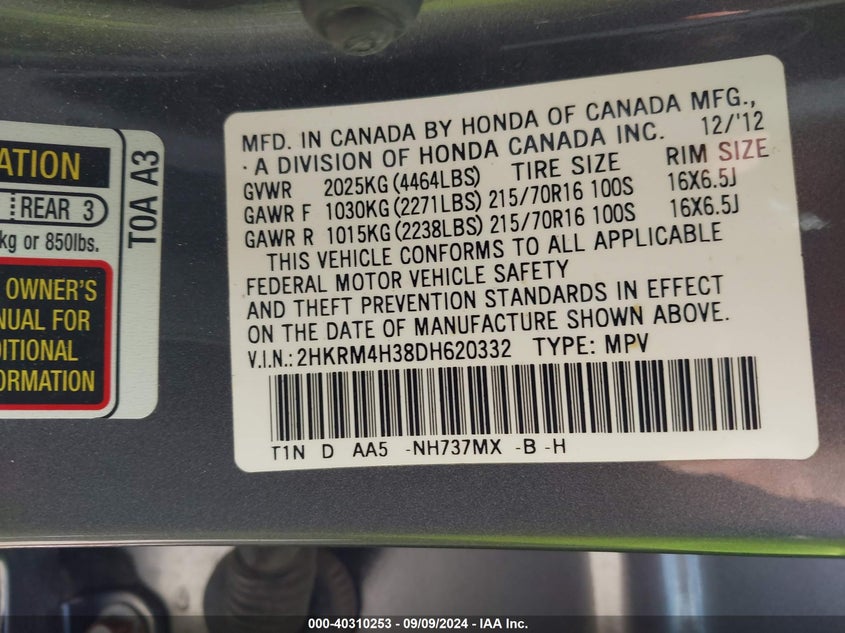 ATION
REAR 3
kg or 850lbs.
OWNER'S
NUAL FOR
DITIONAL
FORMATION
T0A A3
MFD. IN CANADA BY HONDA OF CANADA MFG.,
· A DIVISION OF HONDA CANADA INC. 12/'12
GVWR 2025KG (4464LBS) TIRE SIZE RIM SIZE
GAWR F 1030KG (2271LBS) 215/70R16 100S 16X6.5J
GAWR R 1015KG (2238LBS) 215/70R16 100S 16X6.5J
THIS VEHICLE CONFORMS TO ALL APPLICABLE
FEDERAL MOTOR VEHICLE SAFETY
AND THEFT PREVENTION STANDARDS IN EFFECT
ON THE DATE OF MANUFACTURE SHOWN ABOVE.
V.I.N.: 2HKRM4H38DH620332 TYPE: MPV
T1N D AA5 -NH737MX -B -H
000 - 40310253 - 09/09/2024 - IAA Inc.